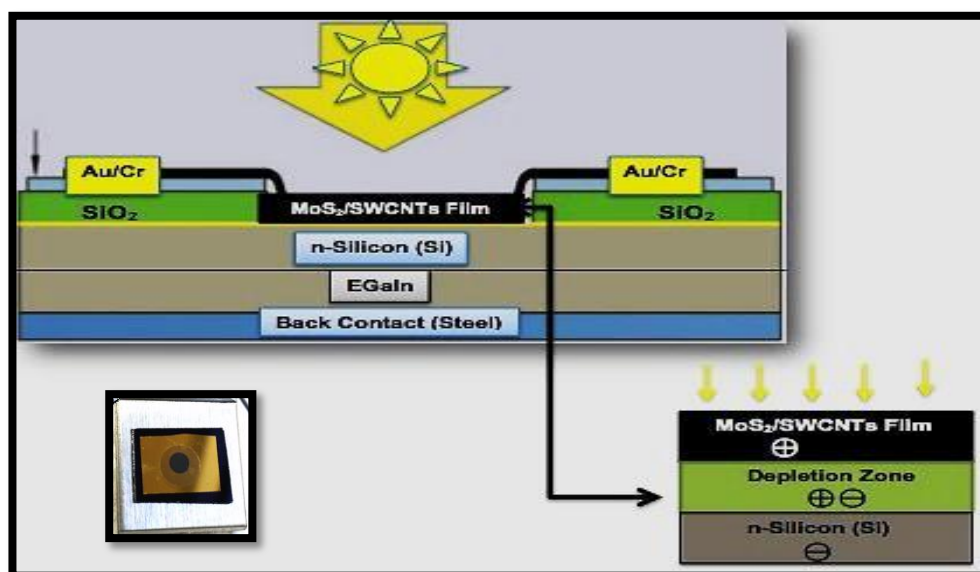 Au/Cr
Au/Cr
SiO₂
MoS₂/SWCNTs Film
SiO₂
n-Silicon (Si)
EGaIn
Back Contact (Steel)
MoS₂/SWCNTs Film
Depletion Zone
n-Silicon (Si)